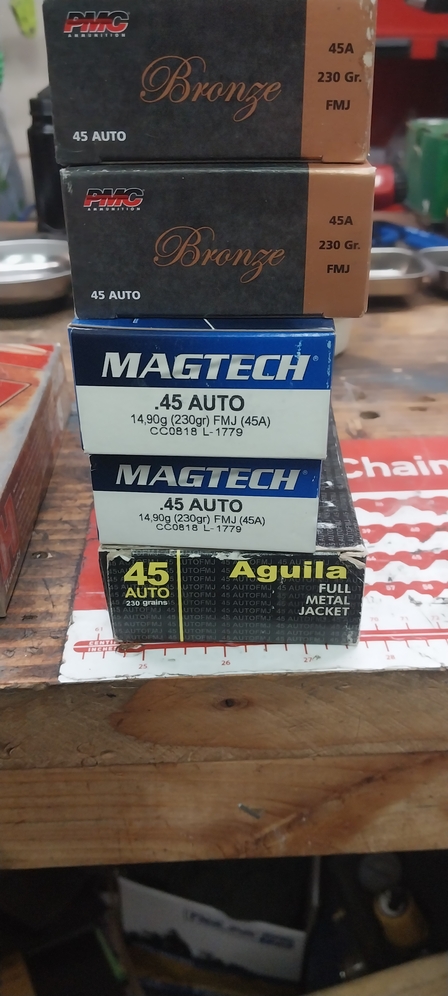 PMC
AMMUNITION
Bronze
45 AUTO
45A
230 Gr.
FMJ
PMC
AMMUNITION
Bronze
45 AUTO
45A
230 Gr.
FMJ
MAGTECH®
.45 AUTO
14,90g (230gr) FMJ (45A)
CC0818 L-1779
MAGTECH®
.45 AUTO
14,90g (230gr) FMJ (45A)
CC0818 L-1779
45
AUTO
230 grains
Aguila
FULL
METAL
JACKET
Chain
25 26 27 28